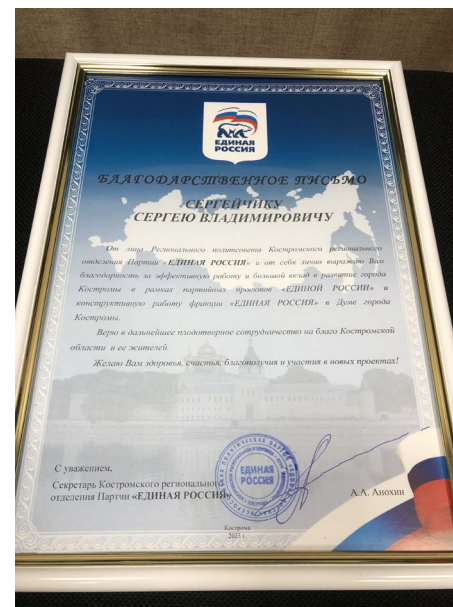 ЕДИНАЯ
РОССИЯ
БЛАГОДАРСТВЕННОЕ ПИСЬМО
СЕРГЕЙЧИКУ
СЕРГЕЮ ВЛАДИМИРОВИЧУ
От лица Регионального политсовета Костромского регионального
отделения Партии «ЕДИНАЯ РОССИЯ» и от себя лично выражаю Вам
благодарность за эффективную работу и большой вклад в развитие города
Костромы в рамках партийных проектов «ЕДИНОЙ РОССИИ» и
конструктивную работу фракции «ЕДИНАЯ РОССИЯ» в Думе города
Костромы.
Верю в дальнейшее плодотворное сотрудничество на благо Костромской
области и ее жителей.
Желаю Вам здоровья, счастья, благополучия и участия в новых проектах!
С уважением,
Секретарь Костромского регионального
отделения Партии «ЕДИНАЯ РОССИЯ»
А.А. Анохин
ЕДИНАЯ
РОССИЯ
Кострома
2023 г.